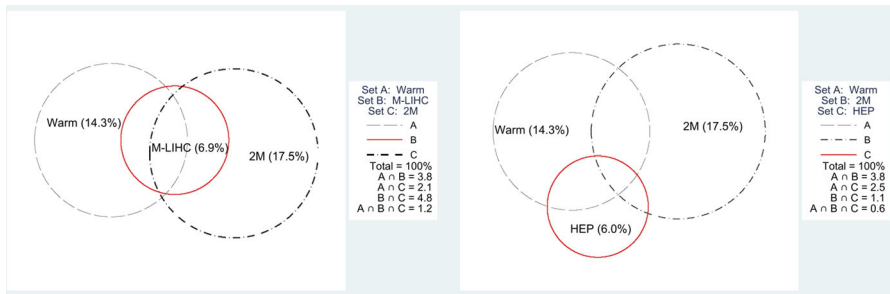 Warm (14.3%)
M-LIHC (6.9%)
2M (17.5%)
Set A: Warm
Set B: M-LIHC
Set C: 2M
A
B
C
Total = 100%
A ∩ B = 3.8
A ∩ C = 2.1
B ∩ C = 4.8
A ∩ B ∩ C = 1.2
Warm (14.3%)
2M (17.5%)
HEP (6.0%)
Set A: Warm
Set B: 2M
Set C: HEP
A
B
C
Total = 100%
A ∩ B = 3.8
A ∩ C = 2.5
B ∩ C = 1.1
A ∩ B ∩ C = 0.6